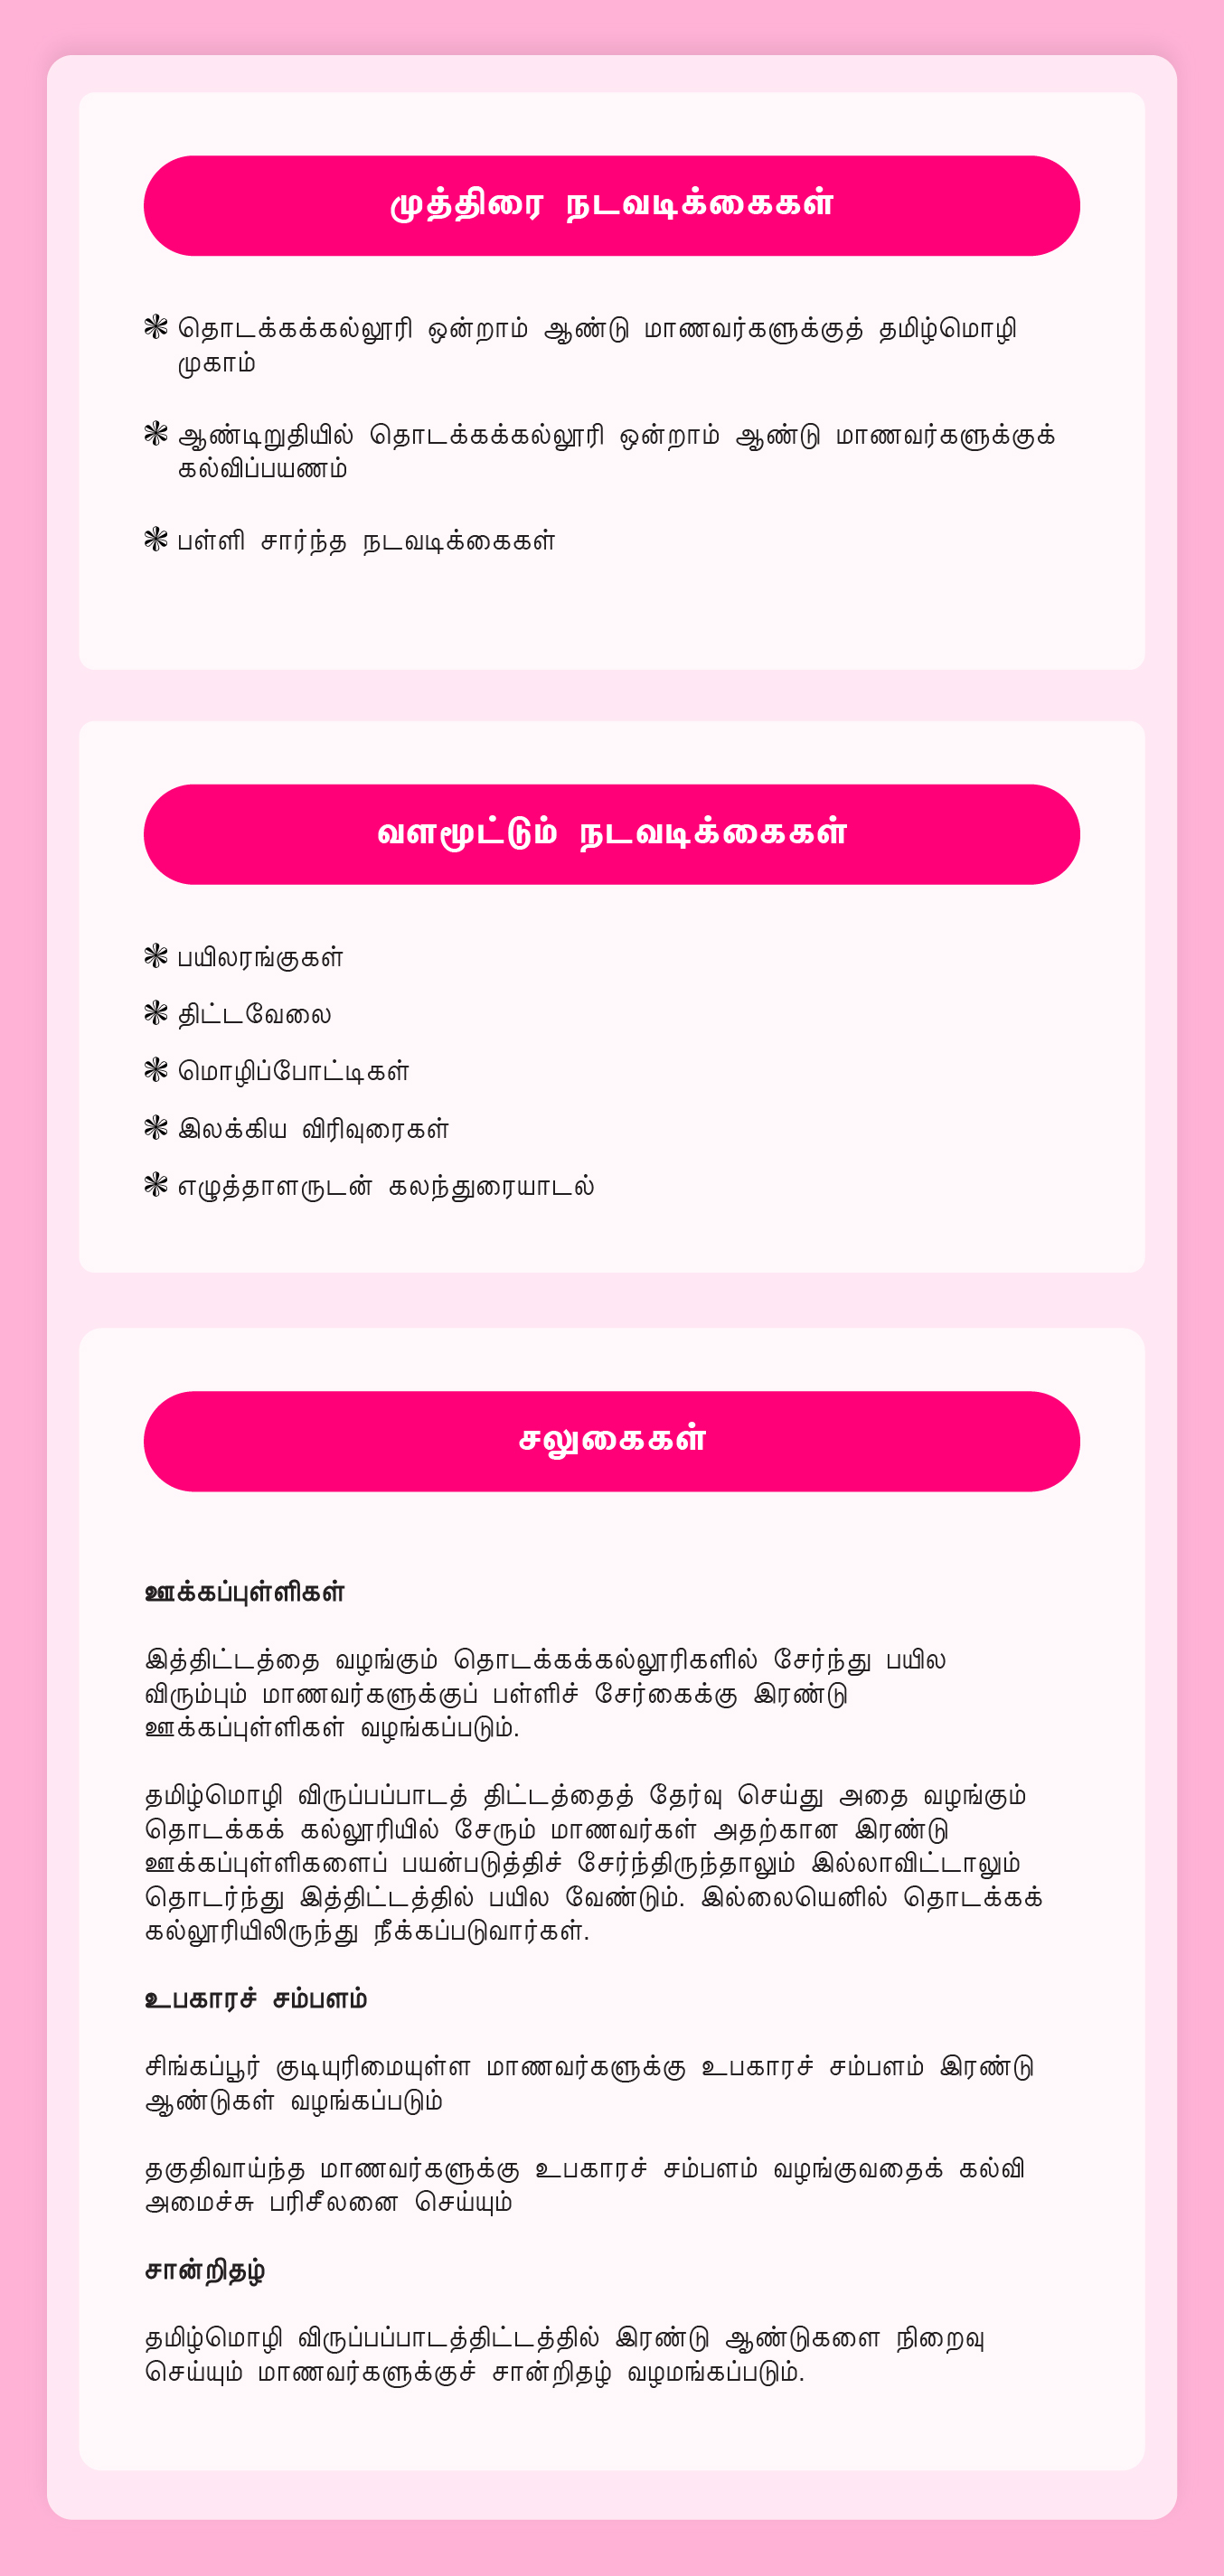 முத்திரை நடவடிக்கைகள்
❃ தொடக்கக்கல்லூரி ஒன்றாம் ஆண்டு மாணவர்களுக்குத் தமிழ்மொழி
முகாம்
❃ ஆண்டிறுதியில் தொடக்கக்கல்லூரி ஒன்றாம் ஆண்டு மாணவர்களுக்குக்
கல்விப்பயணம்
❃ பள்ளி சார்ந்த நடவடிக்கைகள்
வளமூட்டும் நடவடிக்கைகள்
❃ பயிலரங்குகள்
❃ திட்டவேலை
❃ மொழிப்போட்டிகள்
❃ இலக்கிய விரிவுரைகள்
❃ எழுத்தாளருடன் கலந்துரையாடல்
சலுகைகள்
ஊக்கப்புள்ளிகள்
இத்திட்டத்தை வழங்கும் தொடக்கக்கல்லூரிகளில் சேர்ந்து பயில
விரும்பும் மாணவர்களுக்குப் பள்ளிச் சேர்கைக்கு இரண்டு
ஊக்கப்புள்ளிகள் வழங்கப்படும்.
தமிழ்மொழி விருப்பப்பாடத் திட்டத்தைத் தேர்வு செய்து அதை வழங்கும்
தொடக்கக் கல்லூரியில் சேரும் மாணவர்கள் அதற்கான இரண்டு
ஊக்கப்புள்ளிகளைப் பயன்படுத்திச் சேர்ந்திருந்தாலும் இல்லாவிட்டாலும்
தொடர்ந்து இத்திட்டத்தில் பயில வேண்டும். இல்லையெனில் தொடக்கக்
கல்லூரியிலிருந்து நீக்கப்படுவார்கள்.
உபகாரச் சம்பளம்
சிங்கப்பூர் குடியுரிமையுள்ள மாணவர்களுக்கு உபகாரச் சம்பளம் இரண்டு
ஆண்டுகள் வழங்கப்படும்
தகுதிவாய்ந்த மாணவர்களுக்கு உபகாரச் சம்பளம் வழங்குவதைக் கல்வி
அமைச்சு பரிசீலனை செய்யும்
சான்றிதழ்
தமிழ்மொழி விருப்பப்பாடத்திட்டத்தில் இரண்டு ஆண்டுகளை நிறைவு
செய்யும் மாணவர்களுக்குச் சான்றிதழ் வழமங்கப்படும்.